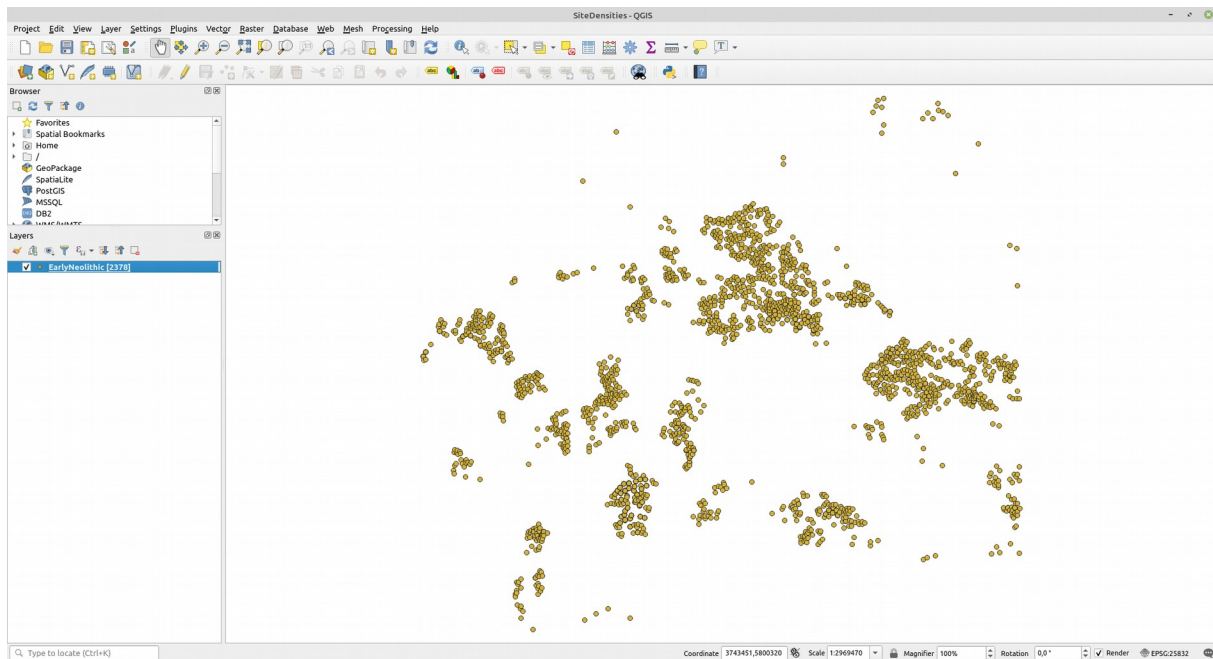 SiteDensities - QGIS
Project Edit View Layer Settings Plugins Vector Raster Database Web Mesh Processing Help
Browser
Favorites
Spatial Bookmarks
Home
/
GeoPackage
SpatiaLite
PostGIS
MSSQL
DB2
WMS/WMTS
Layers
EarlyNeolithic [2378]
Type to locate (Ctrl+K)
Coordinate 3743451,5800320 Scale 1:2969470 Magnifier 100% Rotation 0,0 ° Render EPSG:25832